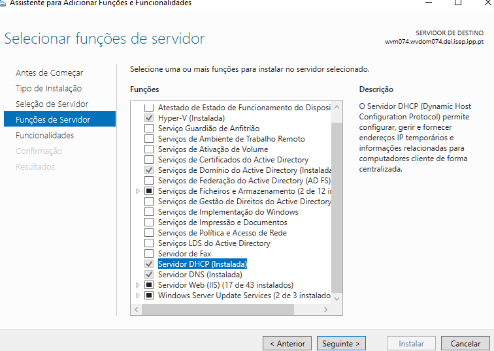 Assistente para Adicionar Funções e Funcionalidades
Selecionar funções de servidor
SERVIDOR DE DESTINO
wvm074.wvdom074.dei.isep.ipp.pt
Antes de Começar
Tipo de Instalação
Seleção de Servidor
Funções de Servidor
Funcionalidades
Confirmação
Resultados
Selecione uma ou mais funções para instalar no servidor selecionado.
Funções
Atestado de Estado de Funcionamento do Disposi
Hyper-V (Instalada)
Serviço Guardião de Anfitrião
Serviços de Ambiente de Trabalho Remoto
Serviços de Ativação de Volume
Serviços de Certificados do Active Directory
Serviços de Domínio do Active Directory (Instalada
Serviços de Federação do Active Directory (AD FS)
Serviços de Ficheiros e Armazenamento (2 de 12 i
Serviços de Gestão de Direitos do Active Directory
Serviços de Implementação do Windows
Serviços de Impressão e Documentos
Serviços de Política e Acesso de Rede
Serviços LDS do Active Directory
Servidor de Fax
Servidor DHCP (Instalada)
Servidor DNS (Instalada)
Servidor Web (IIS) (17 de 43 instalados)
Windows Server Update Services (2 de 3 instalado
Descrição
O Servidor DHCP (Dynamic Host
Configuration Protocol) permite
configurar, gerir e fornecer
endereços IP temporários e
informações relacionadas para
computadores cliente de forma
centralizada.
< Anterior
Seguinte >
Instalar
Cancelar